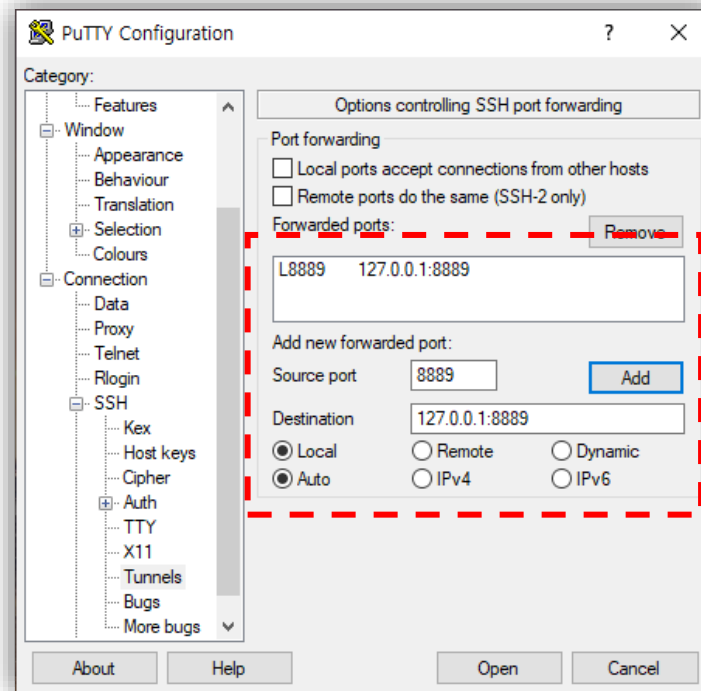 PuTTY Configuration
Category:
Features
Window
Appearance
Behaviour
Translation
Selection
Colours
Connection
Data
Proxy
Telnet
Rlogin
SSH
Kex
Host keys
Cipher
Auth
TTY
X11
Tunnels
Bugs
More bugs
Options controlling SSH port forwarding
Port forwarding
Local ports accept connections from other hosts
Remote ports do the same (SSH-2 only)
Forwarded ports:
Remove
L8889 127.0.0.1:8889
Add new forwarded port:
Source port 8889 Add
Destination 127.0.0.1:8889
Local Remote Dynamic
Auto IPv4 IPv6
About Help Open Cancel